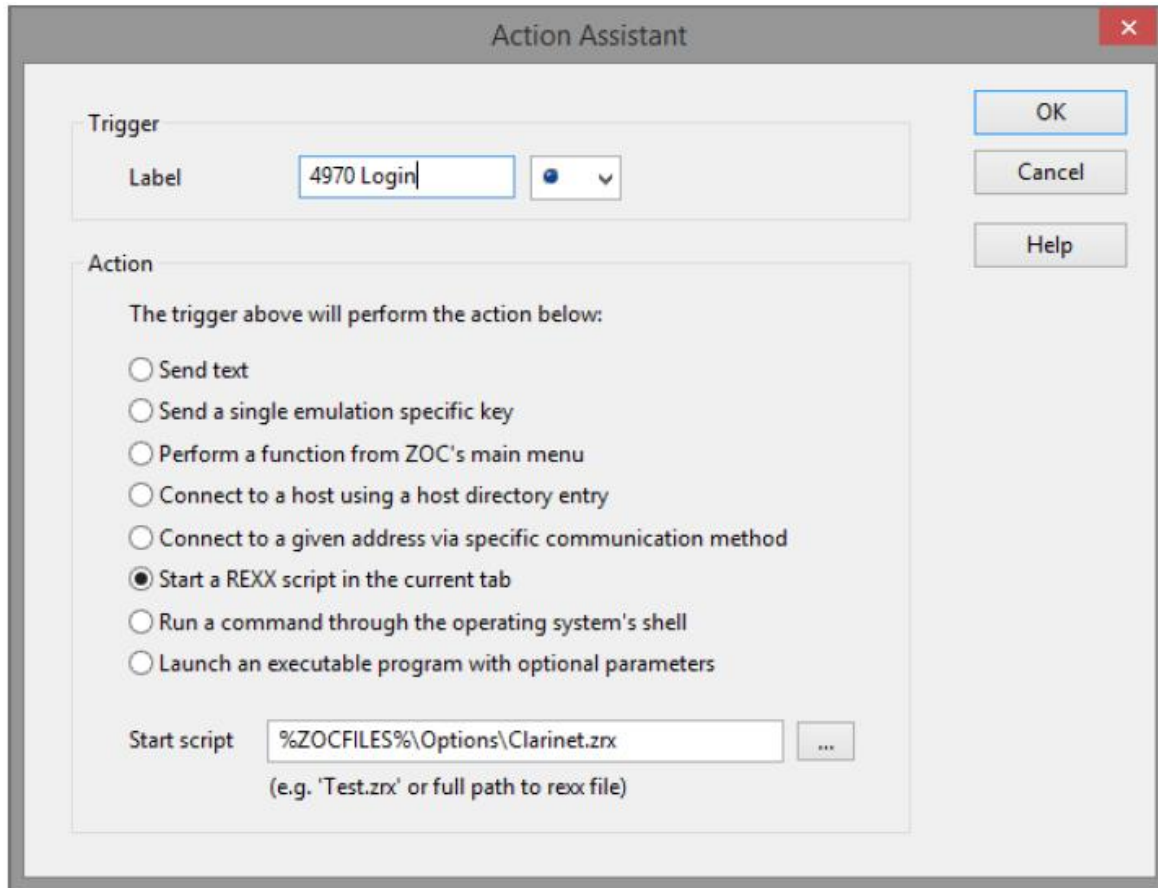 Action Assistant
OK
Trigger
Label 4970 Login
Cancel
Help
Action
The trigger above will perform the action below:
Send text
Send a single emulation specific key
Perform a function from ZOC's main menu
Connect to a host using a host directory entry
Connect to a given address via specific communication method
Start a REXX script in the current tab
Run a command through the operating system's shell
Launch an executable program with optional parameters
Start script %ZOCFILES%\Options\Clarinet.zrx ...
(e.g. 'Test.zrx' or full path to rexx file)